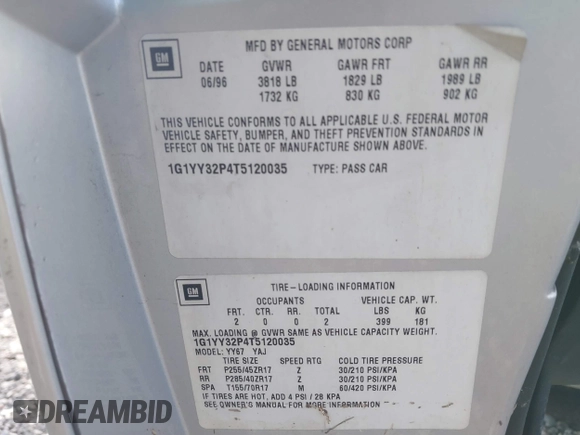 GM
MFD BY GENERAL MOTORS CORP
DATE GVWR GAWR FRT GAWR RR
06/96 3818 LB 1829 LB 1989 LB
1732 KG 830 KG 902 KG
THIS VEHICLE CONFORMS TO ALL APPLICABLE U.S. FEDERAL MOTOR
VEHICLE SAFETY, BUMPER, AND THEFT PREVENTION STANDARDS IN
EFFECT ON THE DATE OF MANUFACTURE SHOWN ABOVE.
1G1YY32P4T5120035 TYPE: PASS CAR
GM
TIRE-LOADING INFORMATION
OCCUPANTS VEHICLE CAP. WT.
FRT. CTR. RR. TOTAL LBS KG
2 0 0 2 399 181
MAX. LOADING @ GVWR SAME AS VEHICLE CAPACITY WEIGHT.
1G1YY32P4T5120035
MODEL: YY67 YAJ
TIRE SIZE SPEED RTG COLD TIRE PRESSURE
FRT P255/45ZR17 Z 30/210 PSI/KPA
RR P285/40ZR17 Z 30/210 PSI/KPA
SPA T155/70R17 M 60/420 PSI/KPA
IF TIRES ARE HOT, ADD 4 PSI / 28 KPA
SEE OWNER'S MANUAL FOR MORE INFORMATION
STAT.VIN